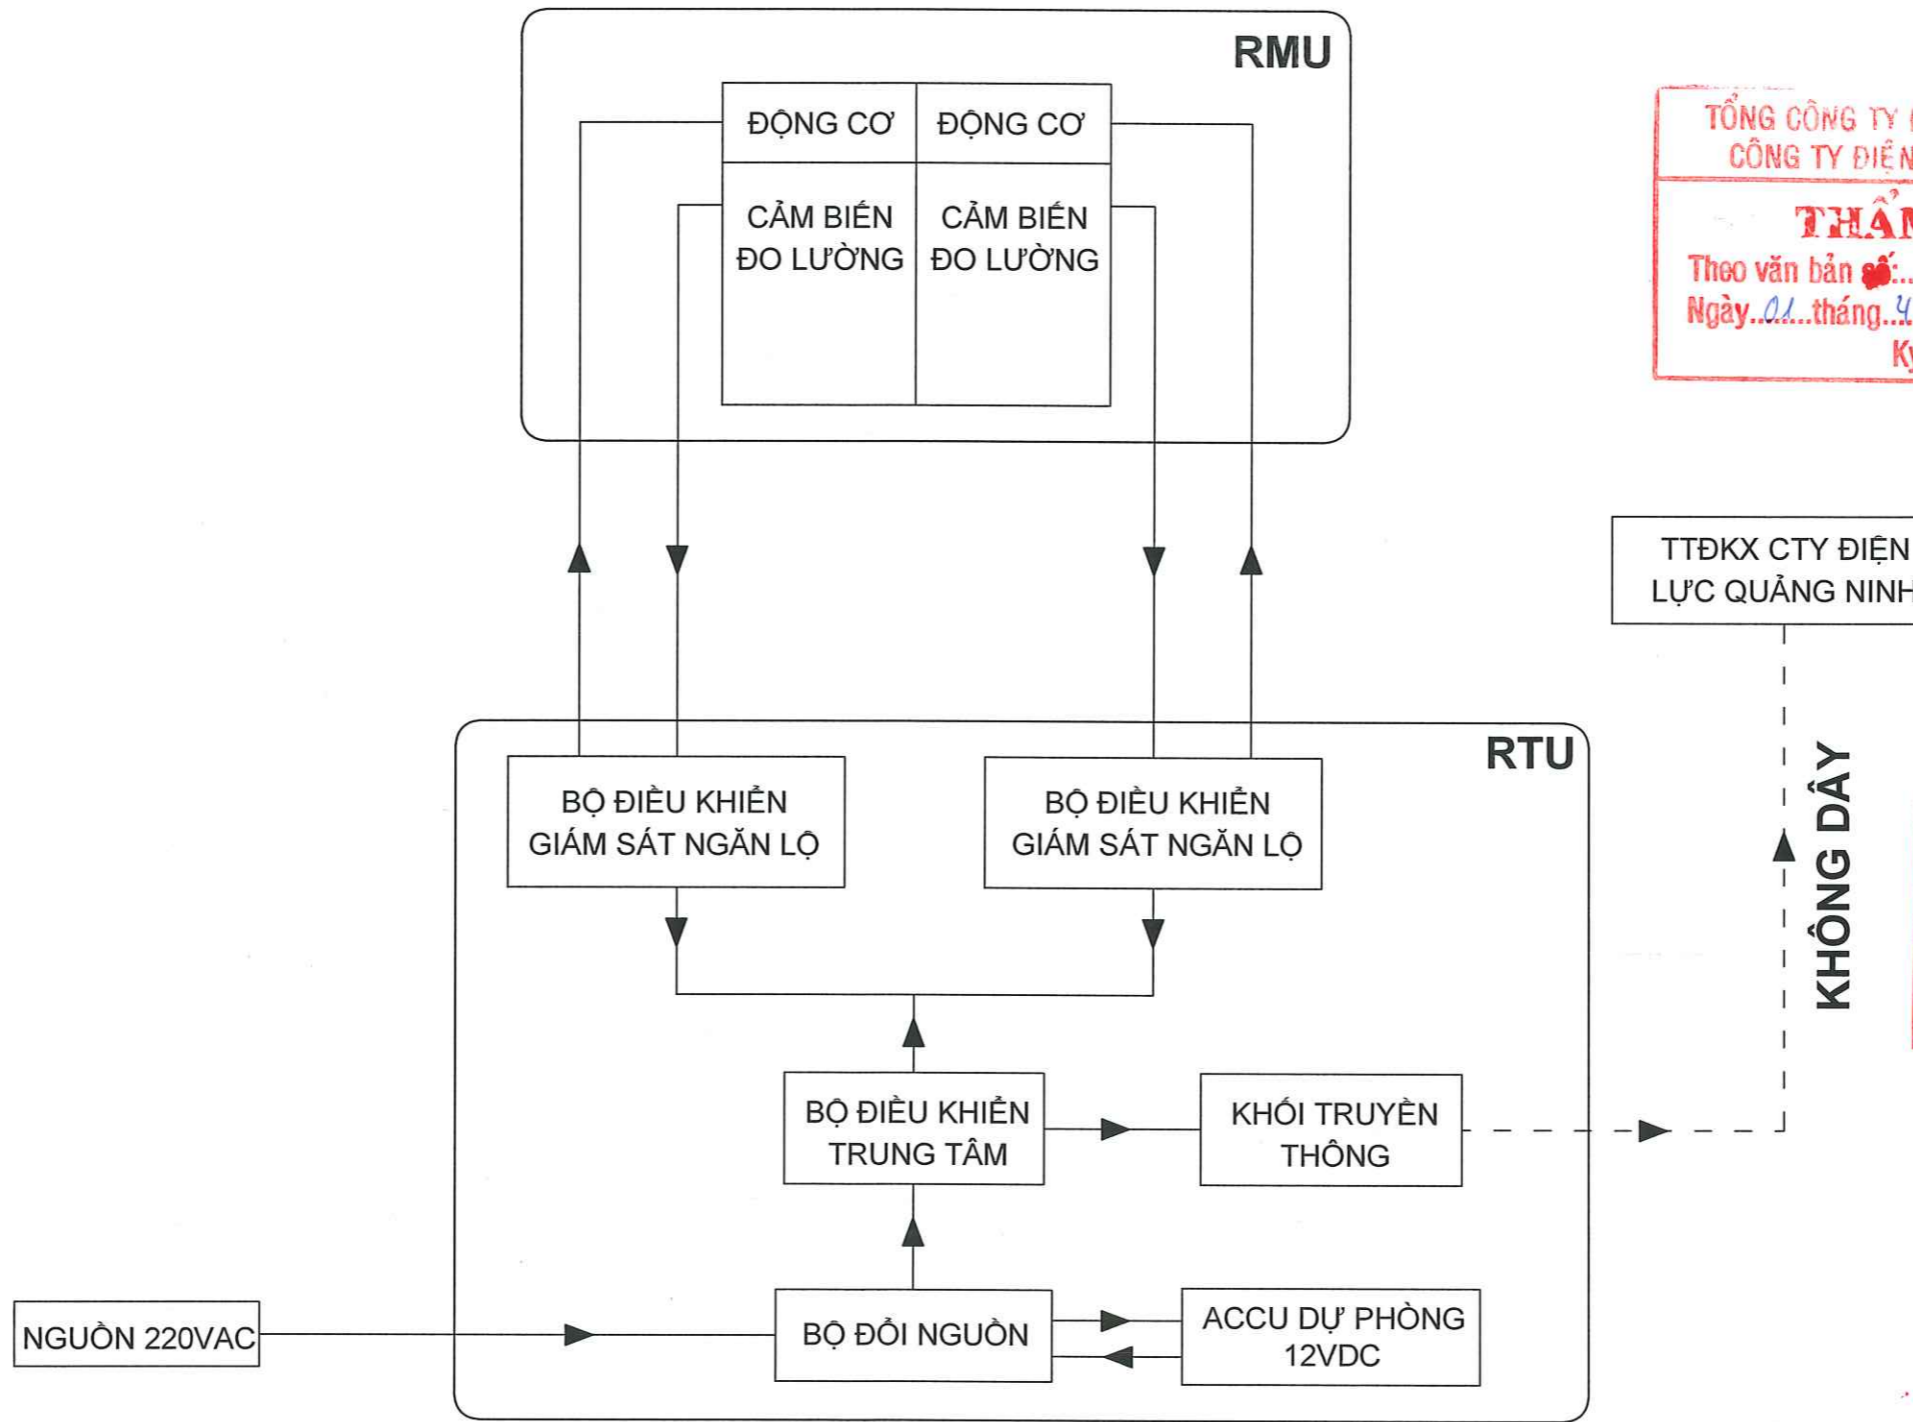 RMU
ĐỘNG CƠ
ĐỘNG CƠ
CẢM BIẾN
ĐO LƯỜNG
CẢM BIẾN
ĐO LƯỜNG
TỔNG CÔNG TY
CÔNG TY ĐIỆN
THẨM
Theo văn bản số:..
Ngày..01..tháng..4..
Ký
TTĐKX CTY ĐIỆN
LỰC QUẢNG NINH
KHÔNG DÂY
RTU
BỘ ĐIỀU KHIỂN
GIÁM SÁT NGĂN LỘ
BỘ ĐIỀU KHIỂN
GIÁM SÁT NGĂN LỘ
BỘ ĐIỀU KHIỂN
TRUNG TÂM
KHỐI TRUYỀN
THÔNG
NGUỒN 220VAC
BỘ ĐỔI NGUỒN
ACCU DỰ PHÒNG
12VDC